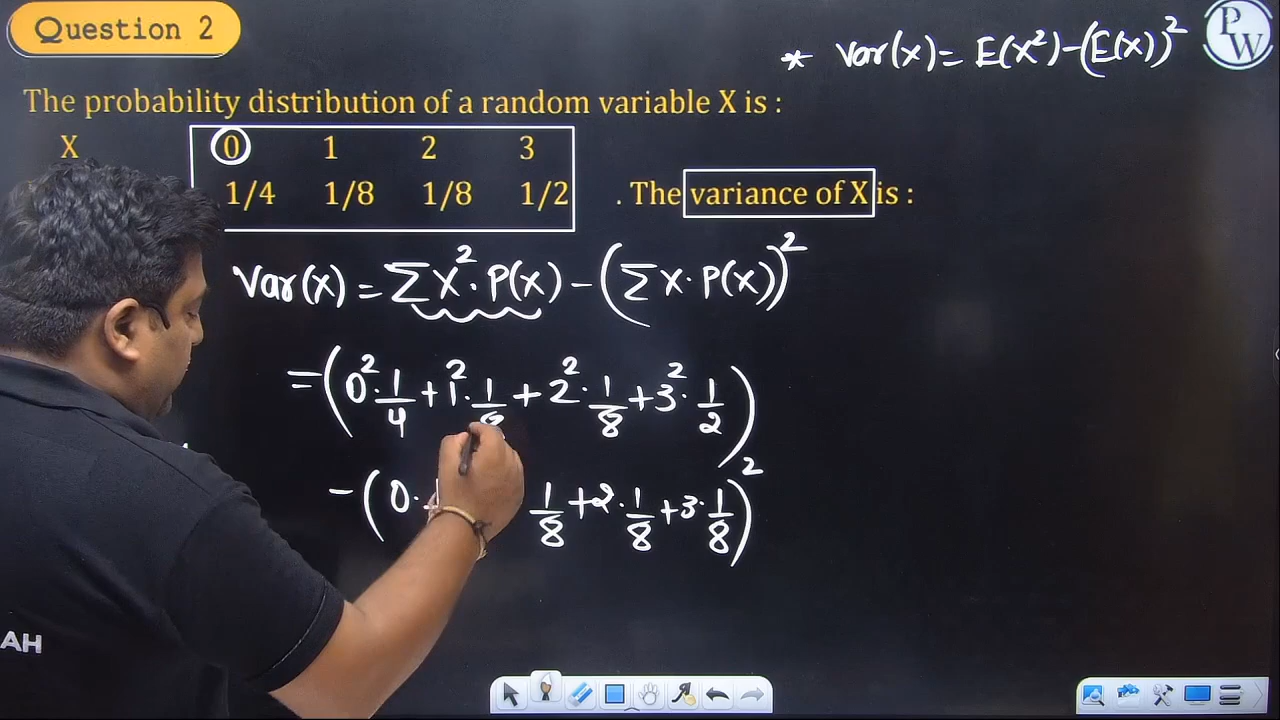 Question 2
* Var(x) = E(X²) - (E(X))²
PW
The probability distribution of a random variable X is :
X 0 1 2 3
1/4 1/8 1/8 1/2 . The variance of X is :
Var(X) = ∑ X² · P(X) - (∑ X · P(X))²
= (0² · 1/4 + 1² · 1/8 + 2² · 1/8 + 3² · 1/2)
- (0 · 1/8 + 2 · 1/8 + 3 · 1/8)²
AH